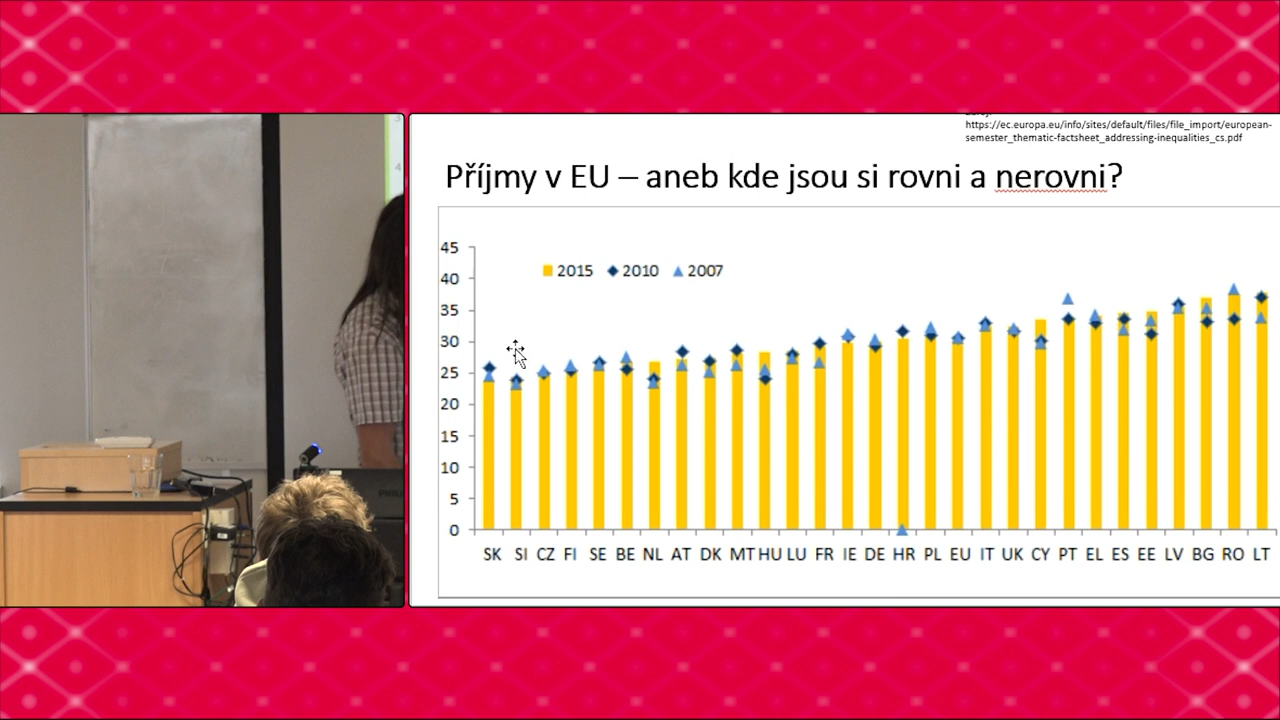 https://ec.europa.eu/info/sites/default/files/file_import/european-
semester_thematic-factsheet_addressing-inequalities_cs.pdf
Příjmy v EU – aneb kde jsou si rovni a nerovni?
2015 2010 2007
45
40
35
30
25
20
15
10
5
0
SK SI CZ FI SE BE NL AT DK MT HU LU FR IE DE HR PL EU IT UK CY PT EL ES EE LV BG RO LT